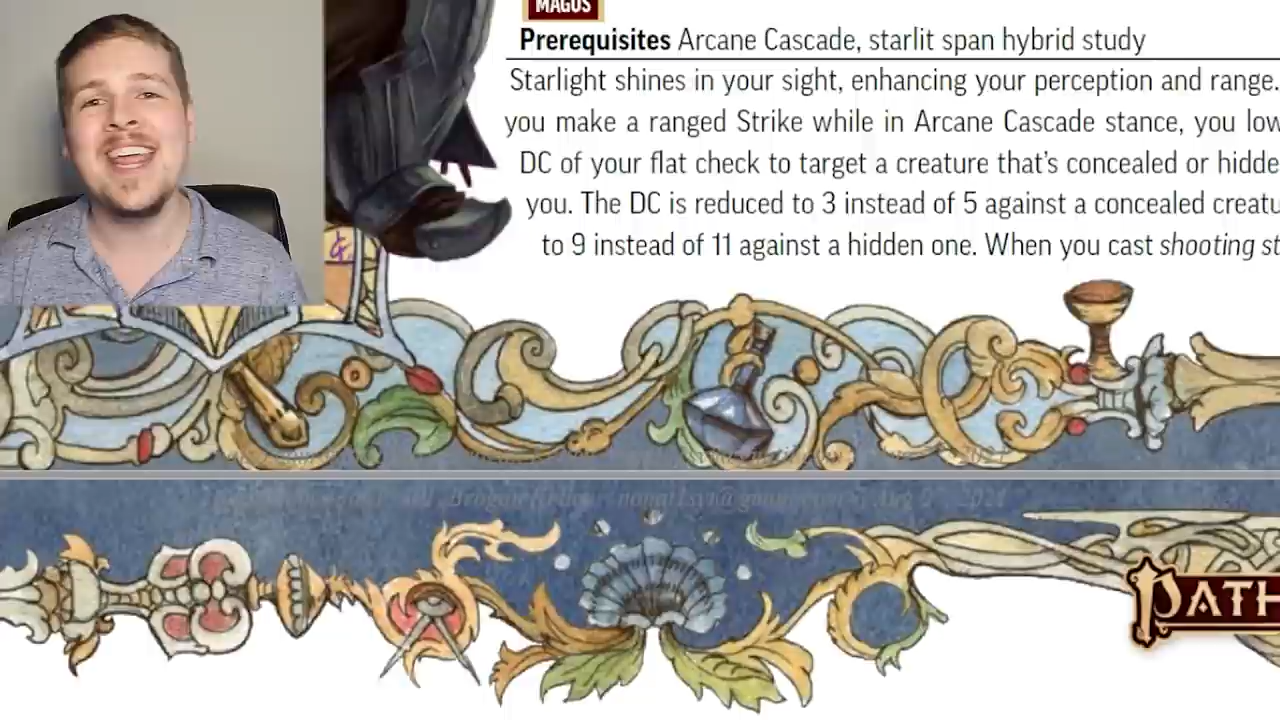 MAGUS
Prerequisites Arcane Cascade, starlit span hybrid study
Starlight shines in your sight, enhancing your perception and range.
you make a ranged Strike while in Arcane Cascade stance, you low
DC of your flat check to target a creature that's concealed or hidde
you. The DC is reduced to 3 instead of 5 against a concealed creatu
to 9 instead of 11 against a hidden one. When you cast shooting st
&
PATH